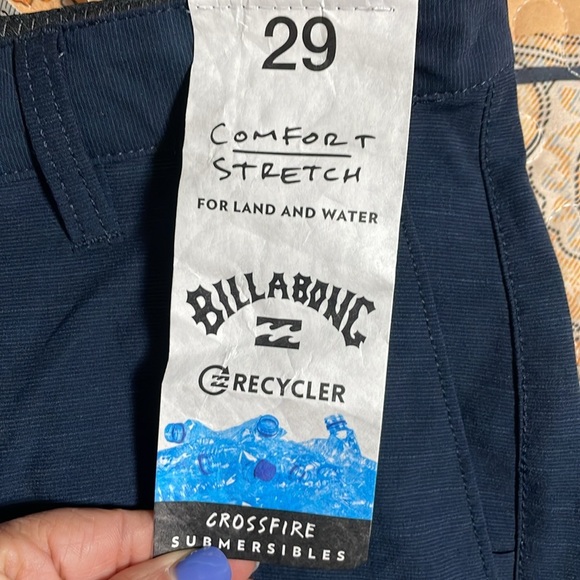 29
COMFORT
STRETCH
FOR LAND AND WATER
BILLABONG
RECYCLER
CROSSFIRE
SUBMERSIBLES